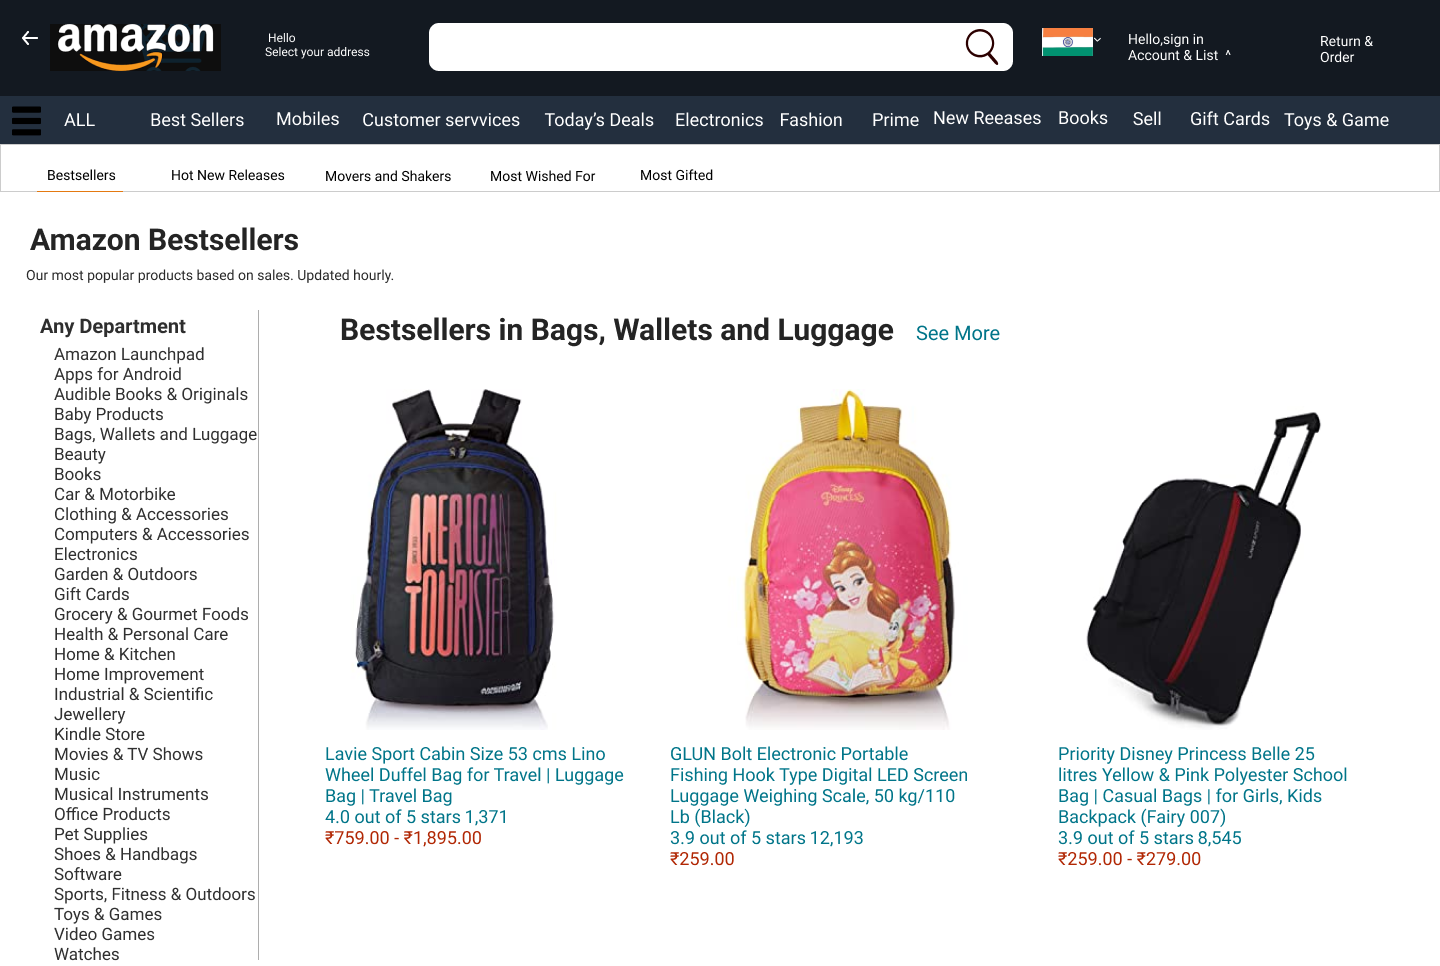 amazon
Hello
Select your address
Hello,sign in
Account & List ^
Return &
Order
ALL Best Sellers Mobiles Customer servvices Today's Deals Electronics Fashion Prime New Reeases Books Sell Gift Cards Toys & Game
Bestsellers Hot New Releases Movers and Shakers Most Wished For Most Gifted
Amazon Bestsellers
Our most popular products based on sales. Updated hourly.
Any Department
Amazon Launchpad
Apps for Android
Audible Books & Originals
Baby Products
Bags, Wallets and Luggage
Beauty
Books
Car & Motorbike
Clothing & Accessories
Computers & Accessories
Electronics
Garden & Outdoors
Gift Cards
Grocery & Gourmet Foods
Health & Personal Care
Home & Kitchen
Home Improvement
Industrial & Scientific
Jewellery
Kindle Store
Movies & TV Shows
Music
Musical Instruments
Office Products
Pet Supplies
Shoes & Handbags
Software
Sports, Fitness & Outdoors
Toys & Games
Video Games
Watches
Bestsellers in Bags, Wallets and Luggage See More
AMERICAN
TOURISTER
Disney
PRINCESS
Lavie Sport Cabin Size 53 cms Lino
Wheel Duffel Bag for Travel | Luggage
Bag | Travel Bag
4.0 out of 5 stars 1,371
₹759.00 - ₹1,895.00
GLUN Bolt Electronic Portable
Fishing Hook Type Digital LED Screen
Luggage Weighing Scale, 50 kg/110
Lb (Black)
3.9 out of 5 stars 12,193
₹259.00
Priority Disney Princess Belle 25
litres Yellow & Pink Polyester School
Bag | Casual Bags | for Girls, Kids
Backpack (Fairy 007)
3.9 out of 5 stars 8,545
₹259.00 - ₹279.00